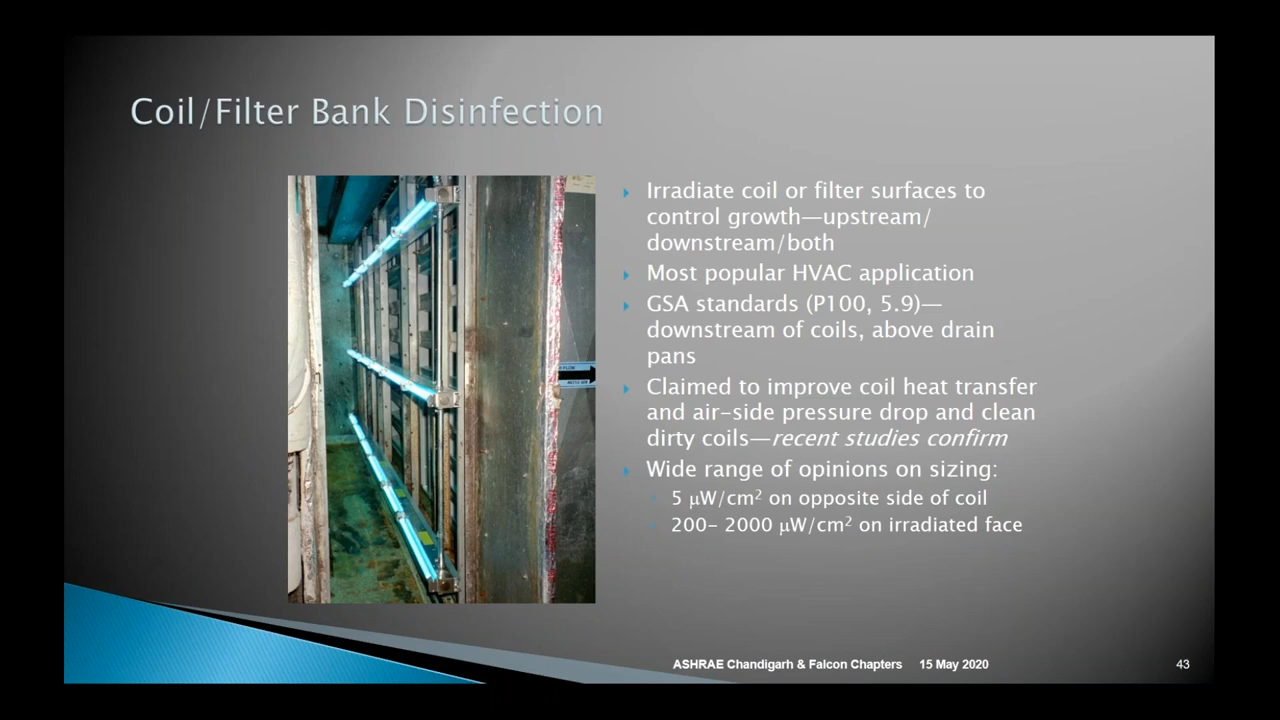 Coil/Filter Bank Disinfection
Irradiate coil or filter surfaces to
control growth—upstream/
downstream/both
Most popular HVAC application
GSA standards (P100, 5.9)—
downstream of coils, above drain
pans
Claimed to improve coil heat transfer
and air-side pressure drop and clean
dirty coils—recent studies confirm
Wide range of opinions on sizing:
5 μW/cm² on opposite side of coil
200- 2000 μW/cm² on irradiated face
ASHRAE Chandigarh & Falcon Chapters 15 May 2020
43